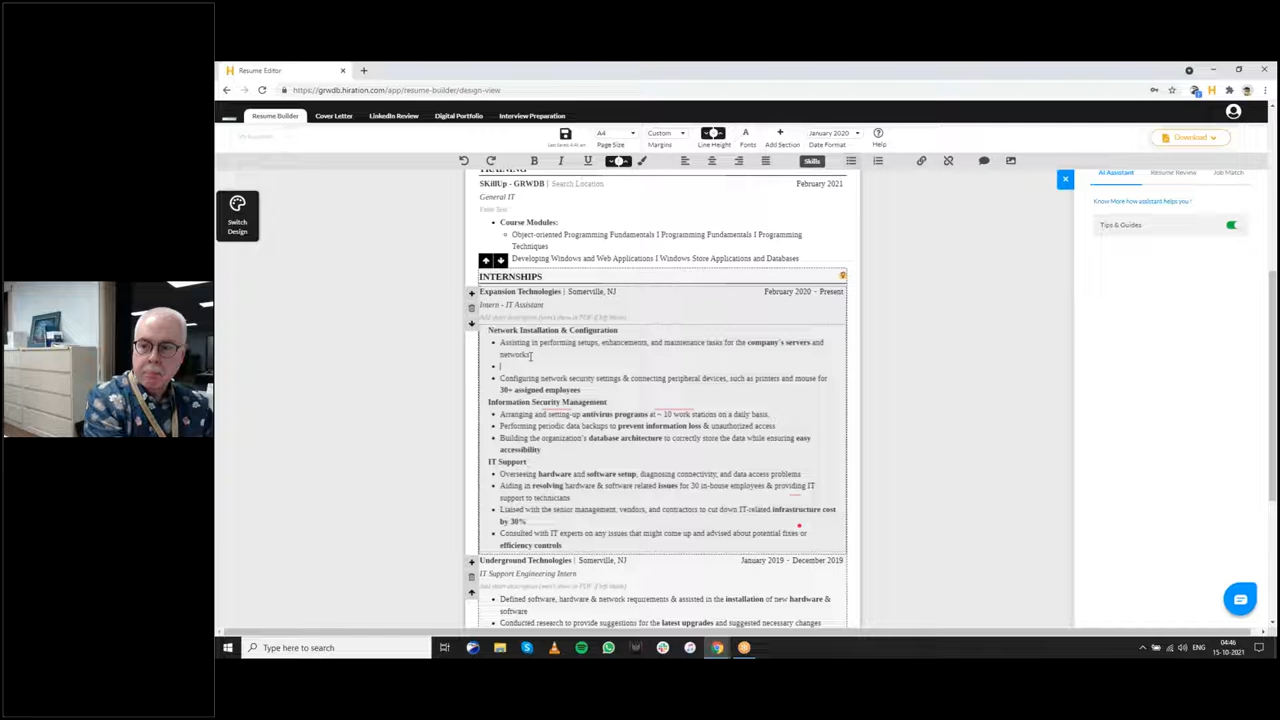 Resume Editor
https://grwdb.hiration.com/app/resume-builder/design-view
Resume Builder Cover Letter LinkedIn Review Digital Portfolio Interview Preparation
A4 Custom January 2020 Download
Page Size Margins Line Height Fonts Add Section Date Format Help
Skills
Switch
Design
AI Assistant Resume Review Job Match
Know More how assistant helps you !
Tips & Guides
TRAINING
SKillUp - GRWDB | Search Location February 2021
General IT
Enter Text
• Course Modules:
Object-oriented Programming Fundamentals I Programming Fundamentals I Programming
Techniques
Developing Windows and Web Applications I Windows Store Applications and Databases
INTERNSHIPS
Expansion Technologies | Somerville, NJ February 2020 - Present
Intern - IT Assistant
Network Installation & Configuration
• Assisting in performing setups, enhancements, and maintenance tasks for the company's servers and
networks
•
• Configuring network security settings & connecting peripheral devices, such as printers and mouse for
30+ assigned employees
Information Security Management
• Arranging and setting-up antivirus programs at ~ 10 work stations on a daily basis.
• Performing periodic data backups to prevent information loss & unauthorized access
• Building the organization's database architecture to correctly store the data while ensuring easy
accessibility
IT Support
• Overseeing hardware and software setup, diagnosing connectivity, and data access problems
• Aiding in resolving hardware & software related issues for 30 in-house employees & providing IT
support to technicians
• Liaised with the senior management, vendors, and contractors to cut down IT-related infrastructure cost
by 30%
• Consulted with IT experts on any issues that might come up and advised about potential fixes or
efficiency controls
Underground Technologies | Somerville, NJ January 2019 - December 2019
IT Support Engineering Intern
• Defined software, hardware & network requirements & assisted in the installation of new hardware &
software
• Conducted research to provide suggestions for the latest upgrades and suggested necessary changes
Type here to search
ENG
04:46
15-10-2021